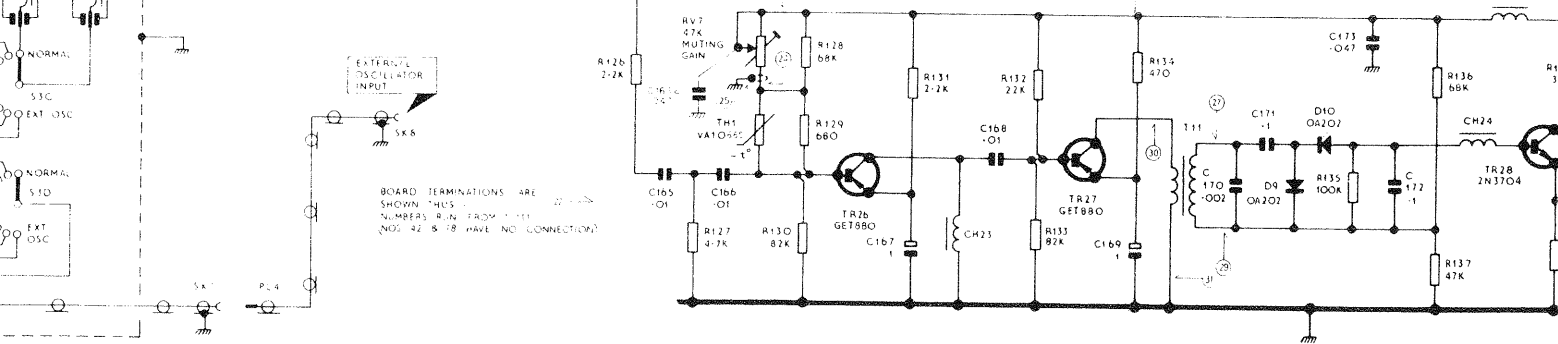 NORMAL
S3C
EXT OSC
NORMAL
S3D
EXT
OSC
EXTERNAL
OSCILLATOR
INPUT
SK8
BOARD TERMINATIONS ARE
SHOWN THUS
NUMBERS RUN FROM
(NOS 42 & 78 HAVE NO CONNECTION)
PL4
R126
2·2K
RV7
47K
MUTING
GAIN
R128
68K
TH1
-t°
R129
680
C165
·01
C166
·01
R127
4·7K
R130
82K
TR26
GET880
R131
2·2K
C167
1
CH23
C168
·01
R132
22K
R133
82K
TR27
GET880
R134
470
C169
1
30
31
T11
27
29
C
170
·002
C171
·1
D9
OA202
D10
OA202
R135
100K
C
172
·1
C173
·047
R136
68K
R137
47K
CH24
TR28
2N3704